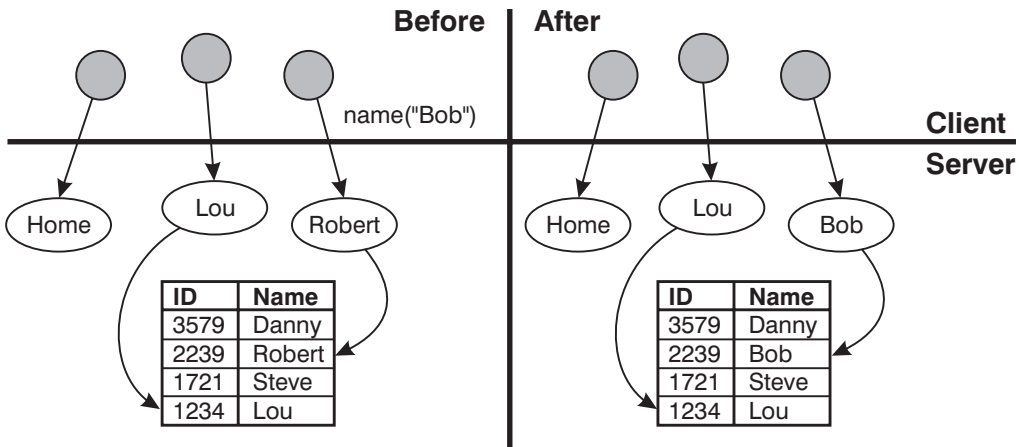 Before
After
name("Bob")
Client
Server
Home
Lou
Robert
ID Name
3579 Danny
2239 Robert
1721 Steve
1234 Lou
Home
Lou
Bob
ID Name
3579 Danny
2239 Bob
1721 Steve
1234 Lou